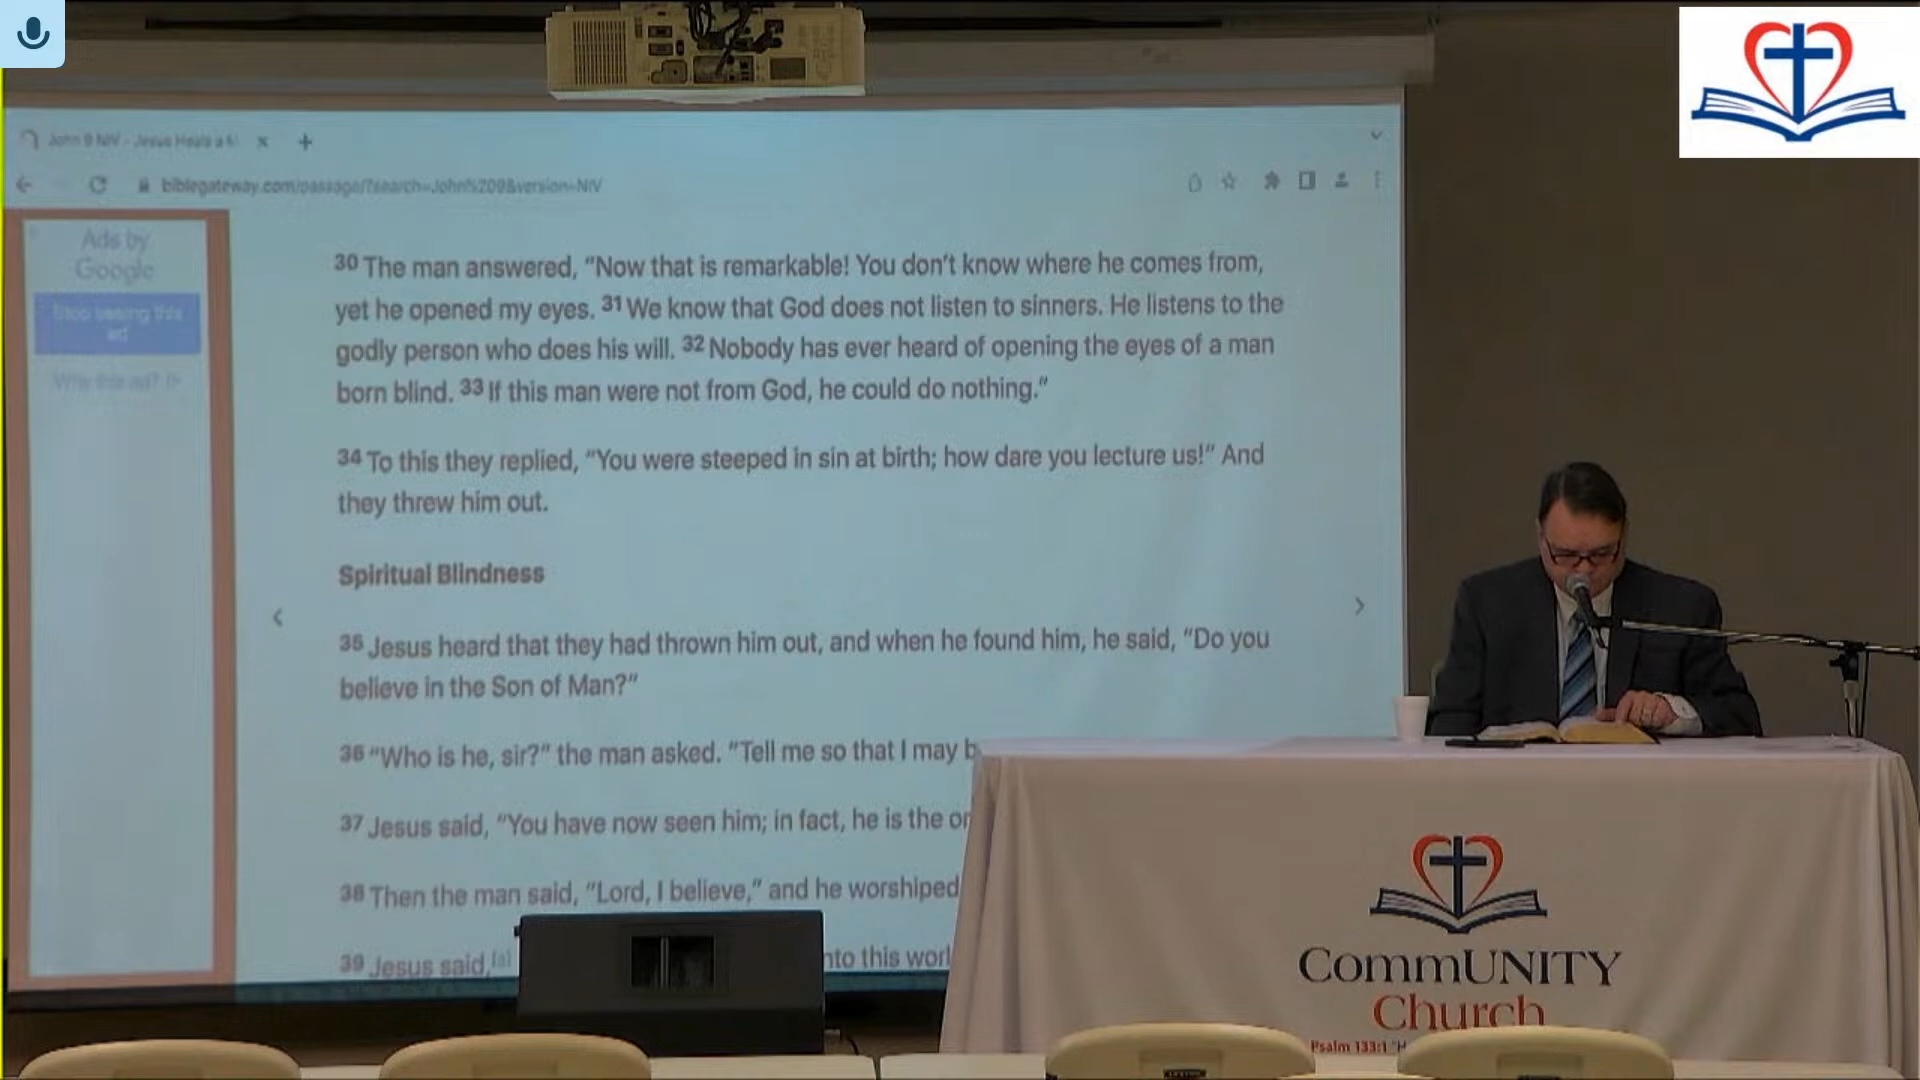 John 9 NIV - Jesus Heals a M
biblegateway.com/passage/?search=John%209&version=NIV
Ads by
Google
Stop seeing this
ad
Why this ad?
30 The man answered, “Now that is remarkable! You don’t know where he comes from,
yet he opened my eyes. 31 We know that God does not listen to sinners. He listens to the
godly person who does his will. 32 Nobody has ever heard of opening the eyes of a man
born blind. 33 If this man were not from God, he could do nothing.”
34 To this they replied, “You were steeped in sin at birth; how dare you lecture us!” And
they threw him out.
Spiritual Blindness
35 Jesus heard that they had thrown him out, and when he found him, he said, “Do you
believe in the Son of Man?”
36 “Who is he, sir?” the man asked. “Tell me so that I may b
37 Jesus said, “You have now seen him; in fact, he is the on
38 Then the man said, “Lord, I believe,” and he worshiped
39 Jesus said,[a] nto this worl
CommUNITY
Church
Psalm 133:1 "H